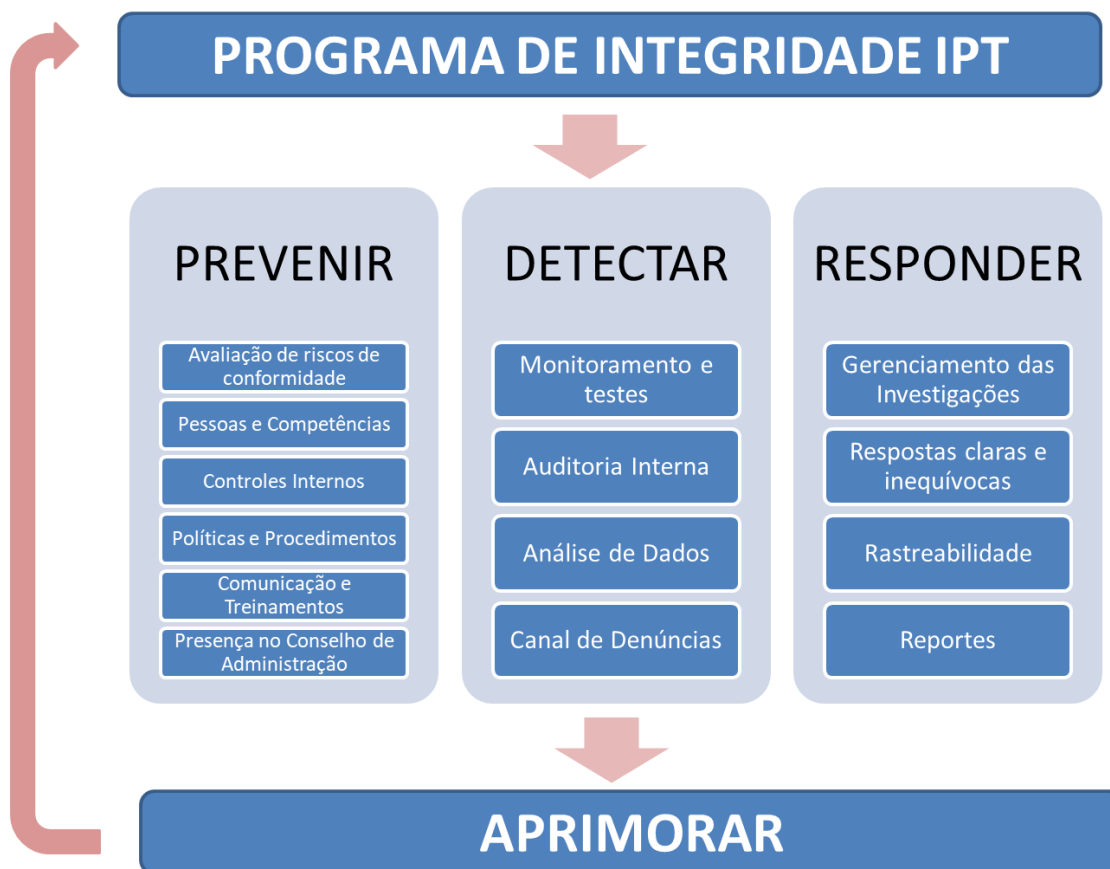 PROGRAMA DE INTEGRIDADE IPT
PREVENIR
Avaliação de riscos de
conformidade
Pessoas e Competências
Controles Internos
Políticas e Procedimentos
Comunicação e
Treinamentos
Presença no Conselho de
Administração
DETECTAR
Monitoramento e
testes
Auditoria Interna
Análise de Dados
Canal de Denúncias
RESPONDER
Gerenciamento das
Investigações
Respostas claras e
inequívocas
Rastreabilidade
Reportes
APRIMORAR